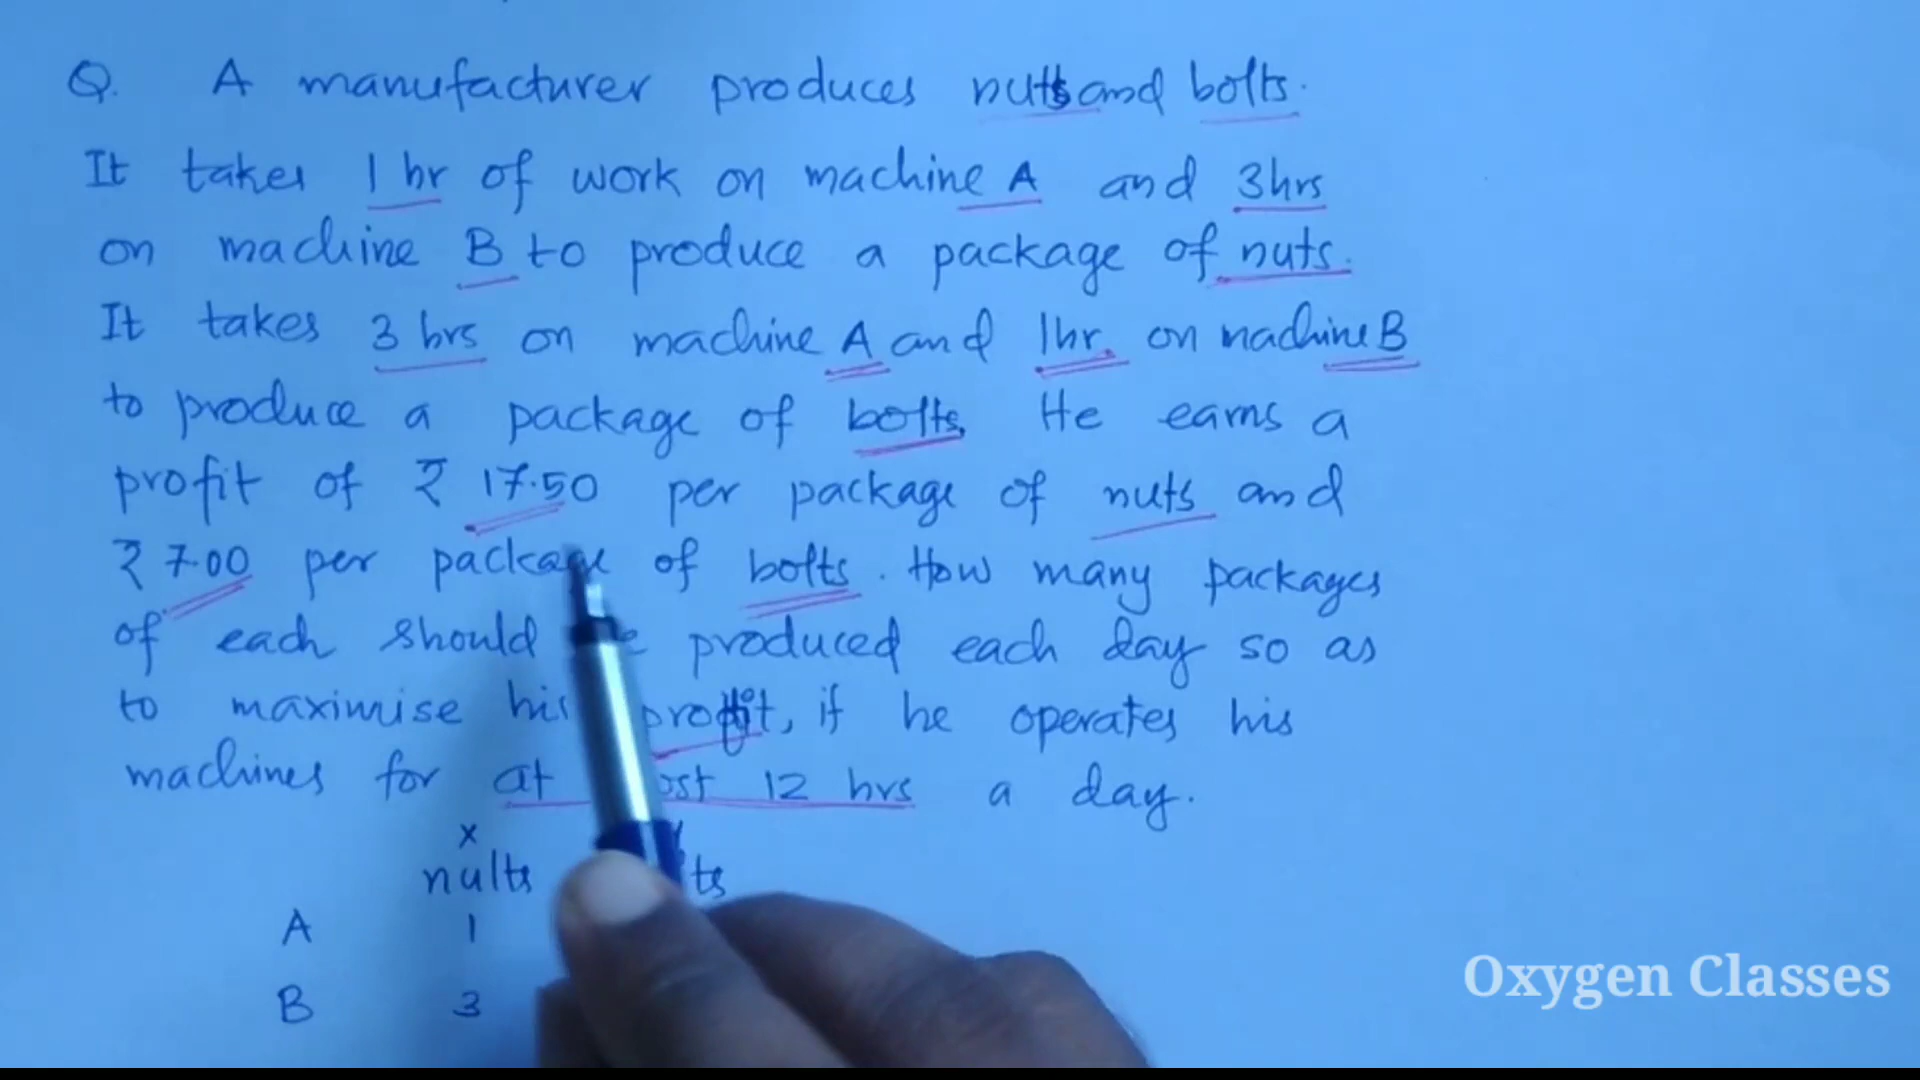 Q. A manufacturer produces nuts and bolts.
It takes 1 hr of work on machine A and 3hrs
on machine B to produce a package of nuts.
It takes 3 hrs on machine A and 1hr. on machine B
to produce a package of bolts. He earns a
profit of ₹ 17.50 per package of nuts and
₹ 7.00 per package of bolts. How many packages
of each should produced each day so as
to maximise his profit, if he operates his
machines for at 12 hrs a day.
x
nults
A 1
B 3
Oxygen Classes